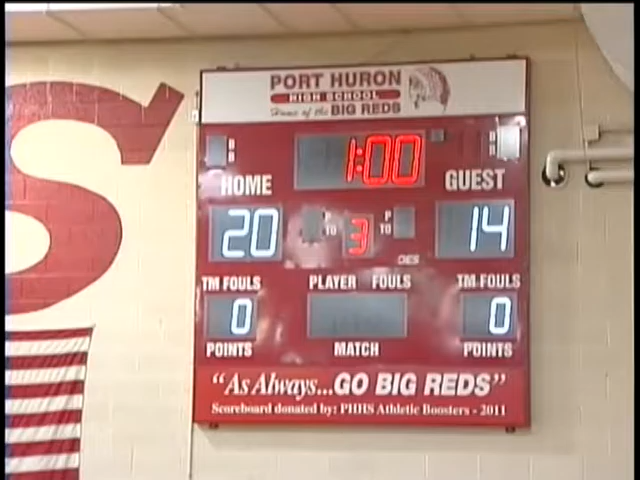 S
PORT HURON
HIGH SCHOOL
Home of the BIG REDS
1:00
HOME
GUEST
20
3
14
TO
P TO
TM FOULS
PLAYER FOULS
TM FOULS
0
0
POINTS
MATCH
POINTS
"As Always...GO BIG REDS"
Scoreboard donated by: PHHS Athletic Boosters - 2011